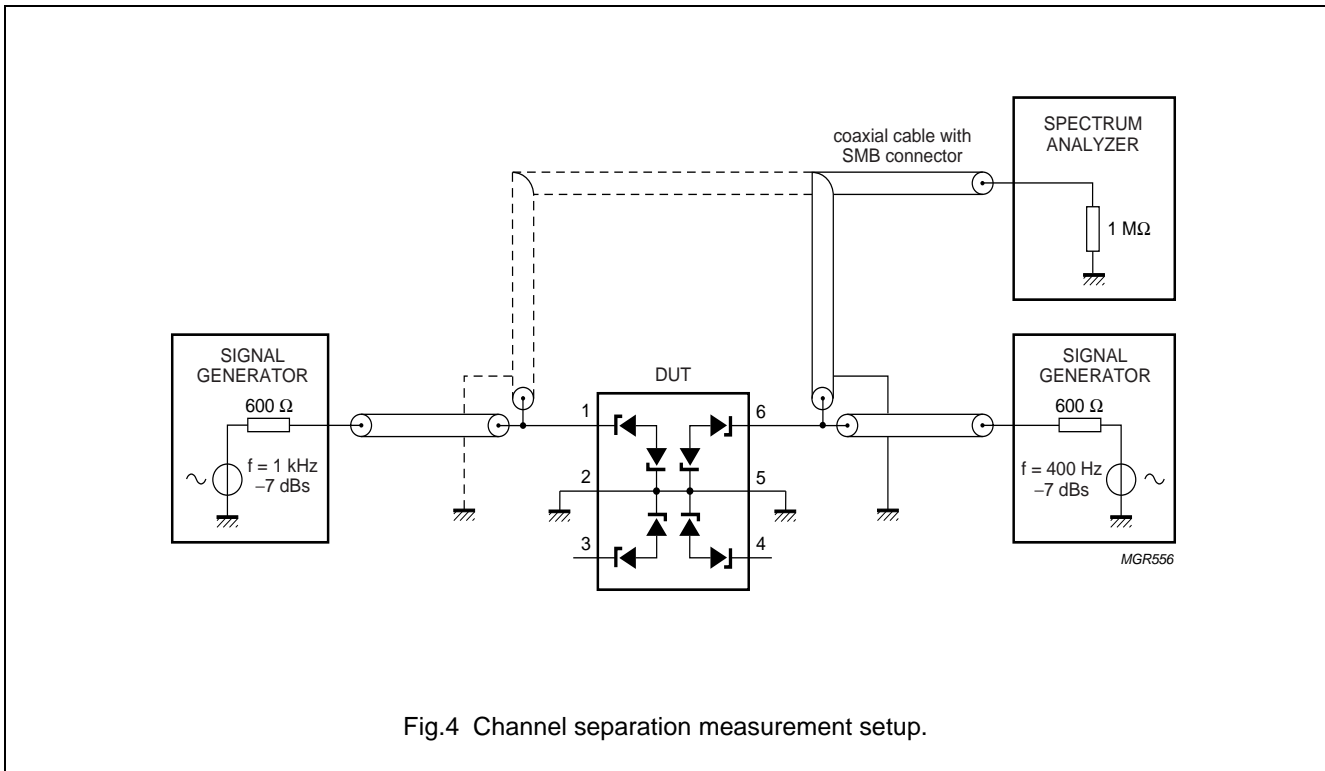 coaxial cable with
SMB connector
SPECTRUM
ANALYZER
1 MΩ
SIGNAL
GENERATOR
600 Ω
f = 1 kHz
–7 dBs
DUT
1
6
2
5
3
4
SIGNAL
GENERATOR
600 Ω
f = 400 Hz
–7 dBs
MGR556
Fig.4 Channel separation measurement setup.